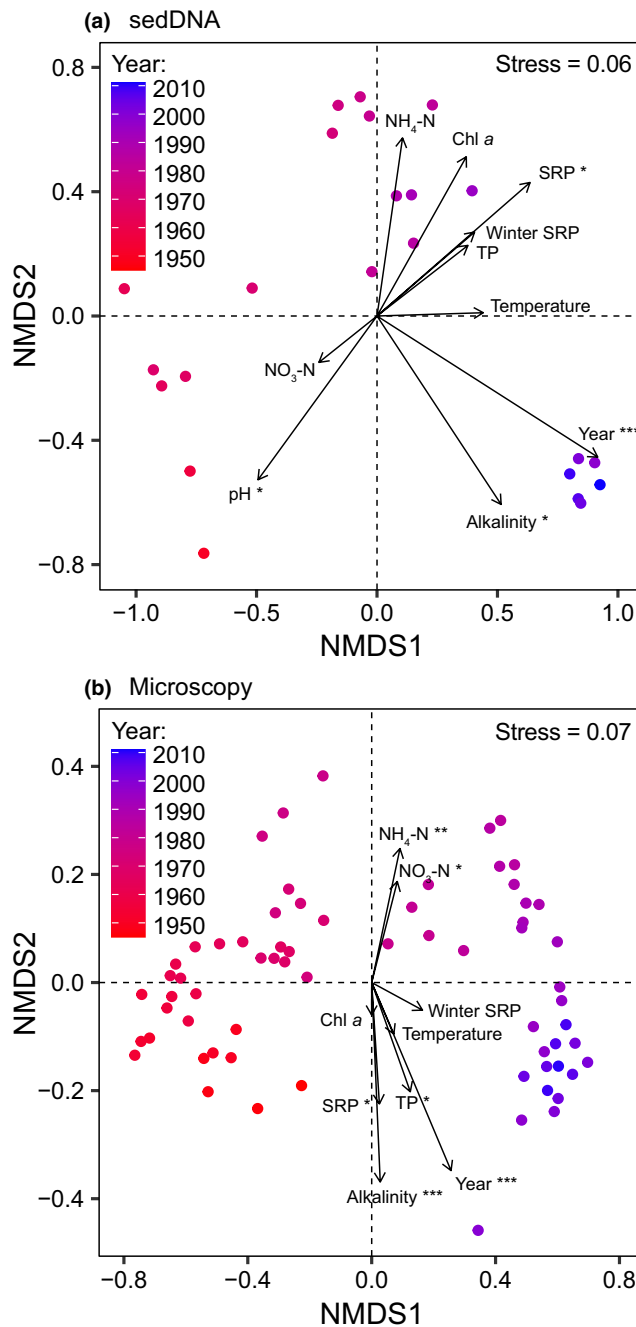 (a) sedDNA
Year:
2010
2000
1990
1980
1970
1960
1950
Stress = 0.06
NH₄-N
Chl a
SRP *
Winter SRP
TP
Temperature
NO₃-N
pH *
Year ***
Alkalinity *
NMDS2
0.8
0.4
0.0
−0.4
−0.8
−1.0
−0.5
0.0
0.5
1.0
NMDS1
(b) Microscopy
Year:
2010
2000
1990
1980
1970
1960
1950
Stress = 0.07
NH₄-N **
NO₃-N *
Winter SRP
Chl a
Temperature
SRP *
TP *
Year ***
Alkalinity ***
NMDS2
0.4
0.2
0.0
−0.2
−0.4
−0.8
−0.4
0.0
0.4
0.8
NMDS1